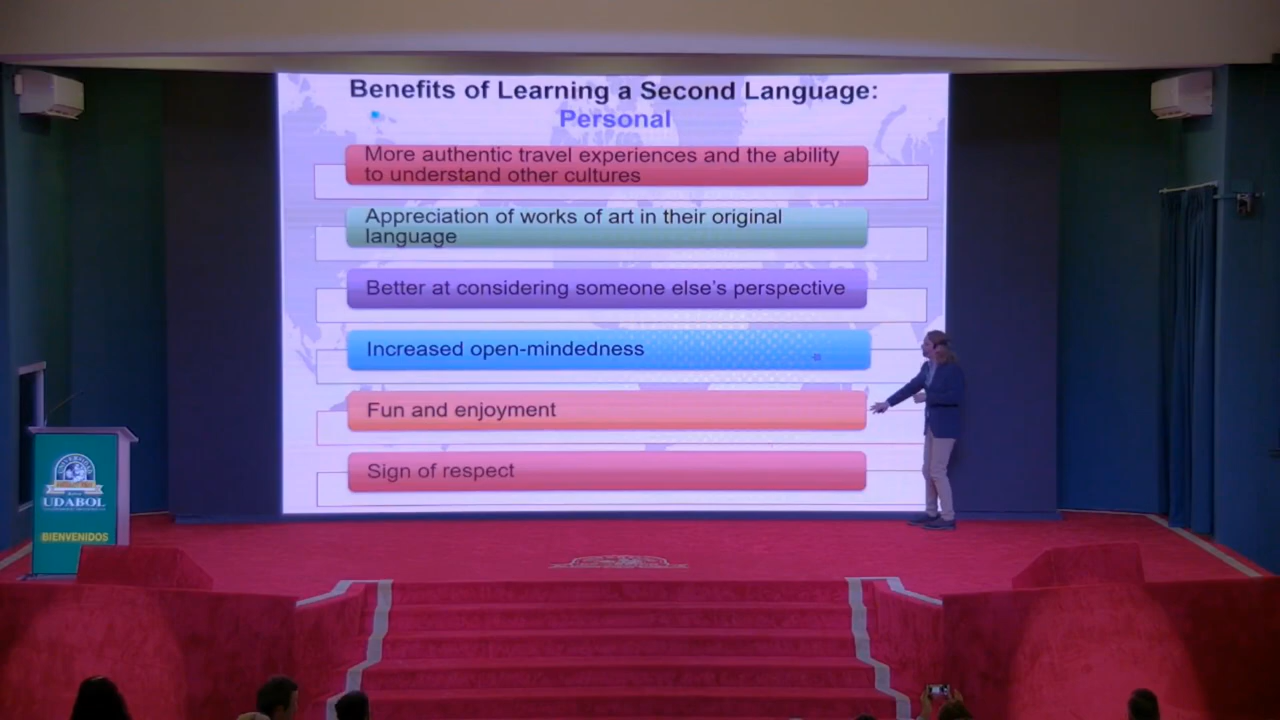 Benefits of Learning a Second Language:
Personal
More authentic travel experiences and the ability
to understand other cultures
Appreciation of works of art in their original
language
Better at considering someone else's perspective
Increased open-mindedness
Fun and enjoyment
Sign of respect
UDABOL
BIENVENIDOS